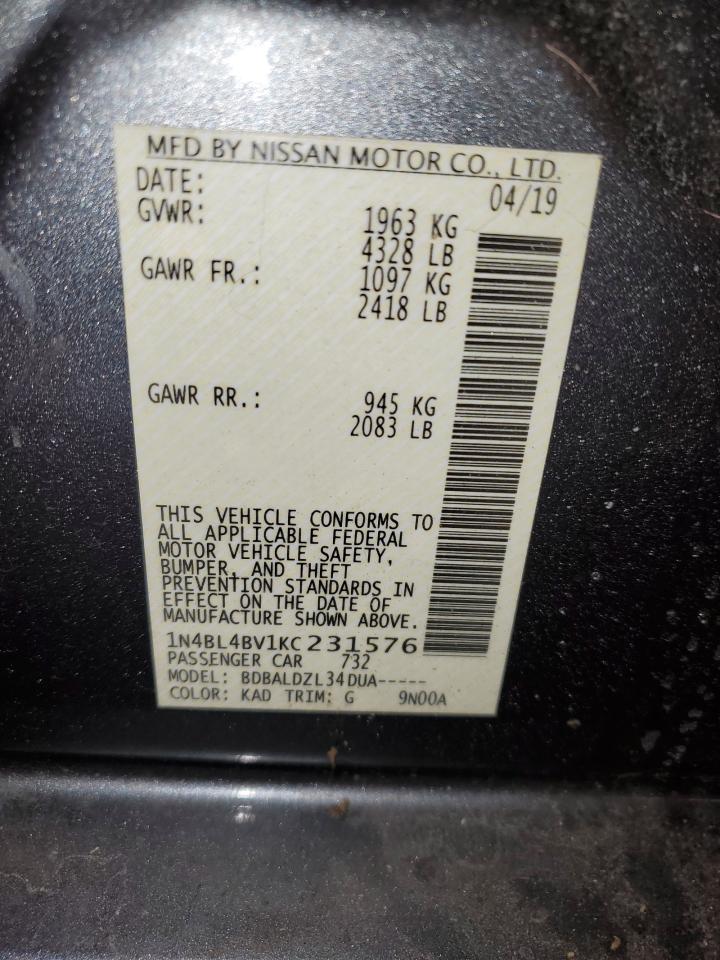 MFD BY NISSAN MOTOR CO., LTD.
DATE: 04/19
GVWR: 1963 KG
4328 LB
GAWR FR.: 1097 KG
2418 LB
GAWR RR.: 945 KG
2083 LB
THIS VEHICLE CONFORMS TO
ALL APPLICABLE FEDERAL
MOTOR VEHICLE SAFETY,
BUMPER, AND THEFT
PREVENTION STANDARDS IN
EFFECT ON THE DATE OF
MANUFACTURE SHOWN ABOVE.
1N4BL4BV1KC231576
PASSENGER CAR 732
MODEL: BDBALDZL34DUA-----
COLOR: KAD TRIM: G 9N00A